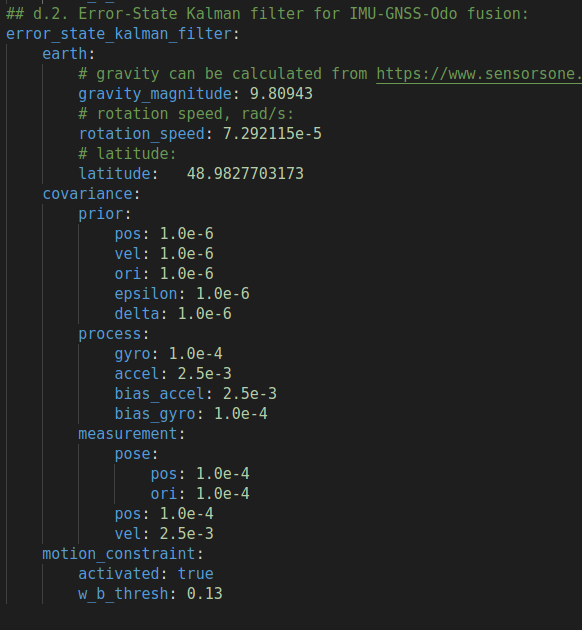 ## d.2. Error-State Kalman filter for IMU-GNSS-Odo fusion:
error_state_kalman_filter:
    earth:
        # gravity can be calculated from https://www.sensorsone.
        gravity_magnitude: 9.80943
        # rotation speed, rad/s:
        rotation_speed: 7.292115e-5
        # latitude:
        latitude:   48.9827703173
    covariance:
        prior:
            pos: 1.0e-6
            vel: 1.0e-6
            ori: 1.0e-6
            epsilon: 1.0e-6
            delta: 1.0e-6
        process:
            gyro: 1.0e-4
            accel: 2.5e-3
            bias_accel: 2.5e-3
            bias_gyro: 1.0e-4
        measurement:
            pose:
                pos: 1.0e-4
                ori: 1.0e-4
            pos: 1.0e-4
            vel: 2.5e-3
    motion_constraint:
        activated: true
        w_b_thresh: 0.13